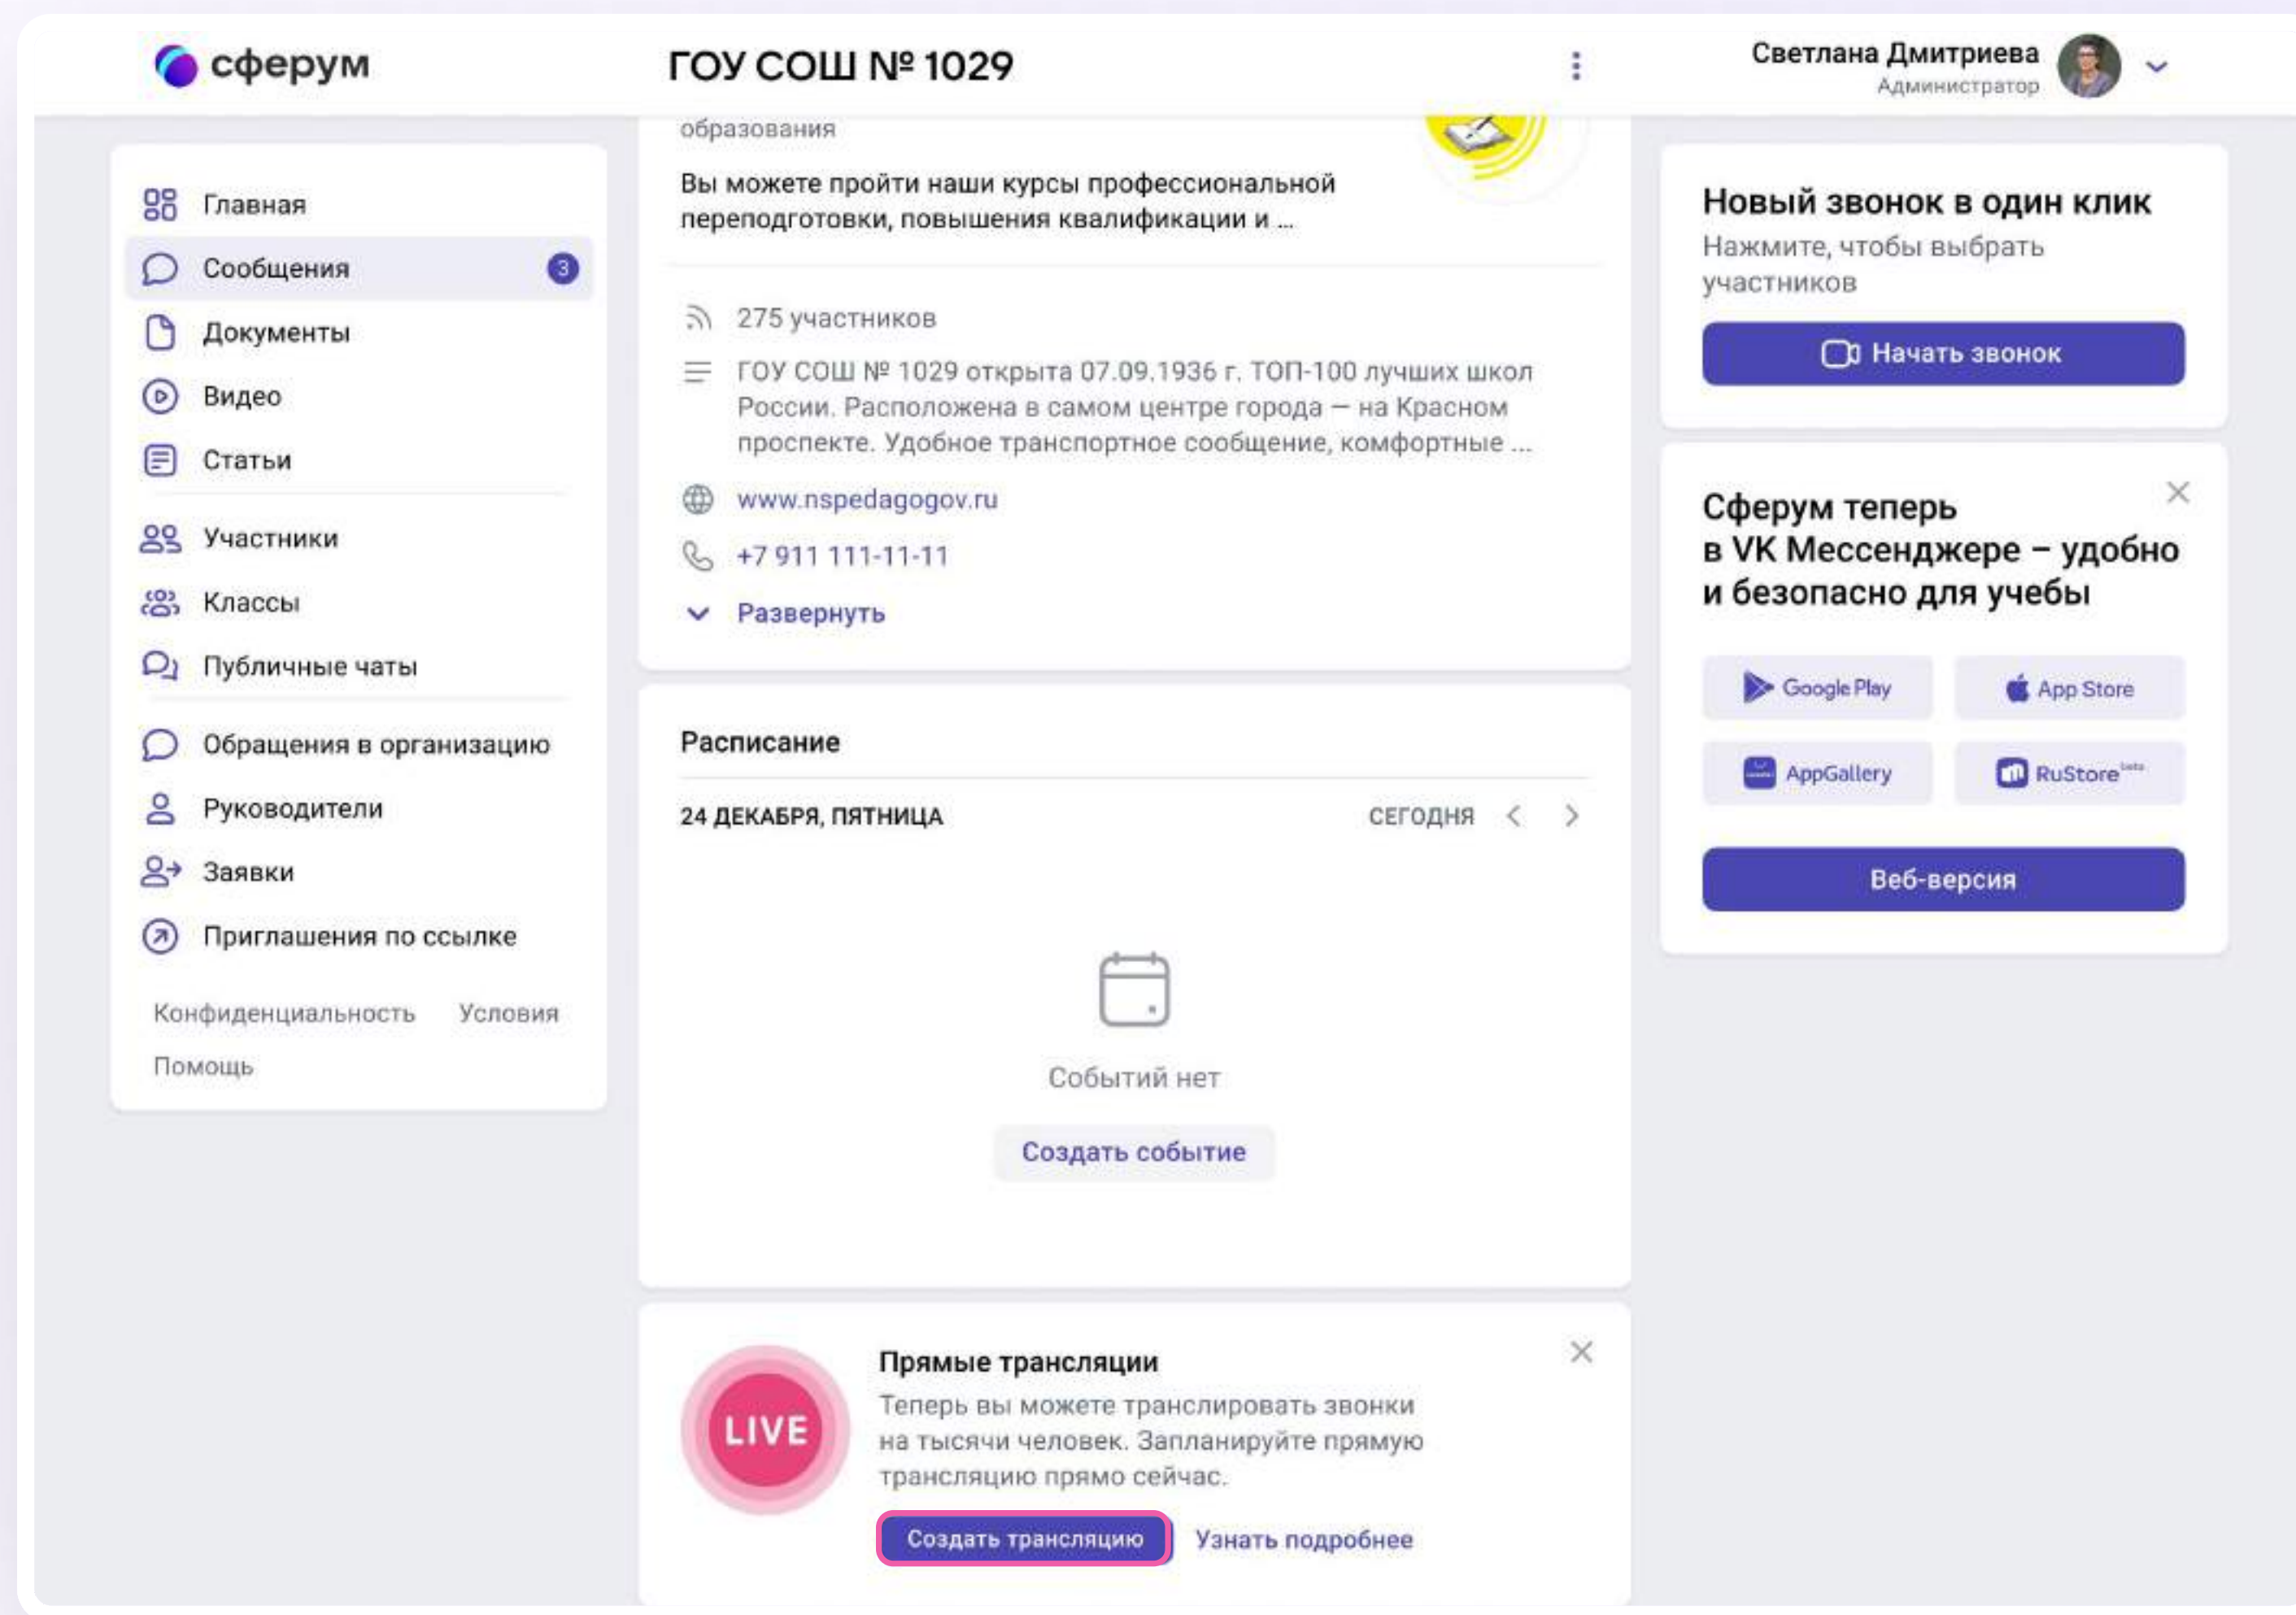 сферум
ГОУ СОШ № 1029
Светлана Дмитриева
Администратор
Главная
Сообщения 3
Документы
Видео
Статьи
Участники
Классы
Публичные чаты
Обращения в организацию
Руководители
Заявки
Приглашения по ссылке
Конфиденциальность Условия
Помощь
образования
Вы можете пройти наши курсы профессиональной
переподготовки, повышения квалификации и ...
275 участников
ГОУ СОШ № 1029 открыта 07.09.1936 г. ТОП-100 лучших школ
России. Расположена в самом центре города — на Красном
проспекте. Удобное транспортное сообщение, комфортные ...
www.nspedagogov.ru
+7 911 111-11-11
Развернуть
Расписание
24 ДЕКАБРЯ, ПЯТНИЦА СЕГОДНЯ
Событий нет
Создать событие
LIVE
Прямые трансляции
Теперь вы можете транслировать звонки
на тысячи человек. Запланируйте прямую
трансляцию прямо сейчас.
Создать трансляцию Узнать подробнее
Новый звонок в один клик
Нажмите, чтобы выбрать
участников
Начать звонок
Сферум теперь
в VK Мессенджере – удобно
и безопасно для учебы
Google Play App Store
AppGallery RuStore beta
Веб-версия